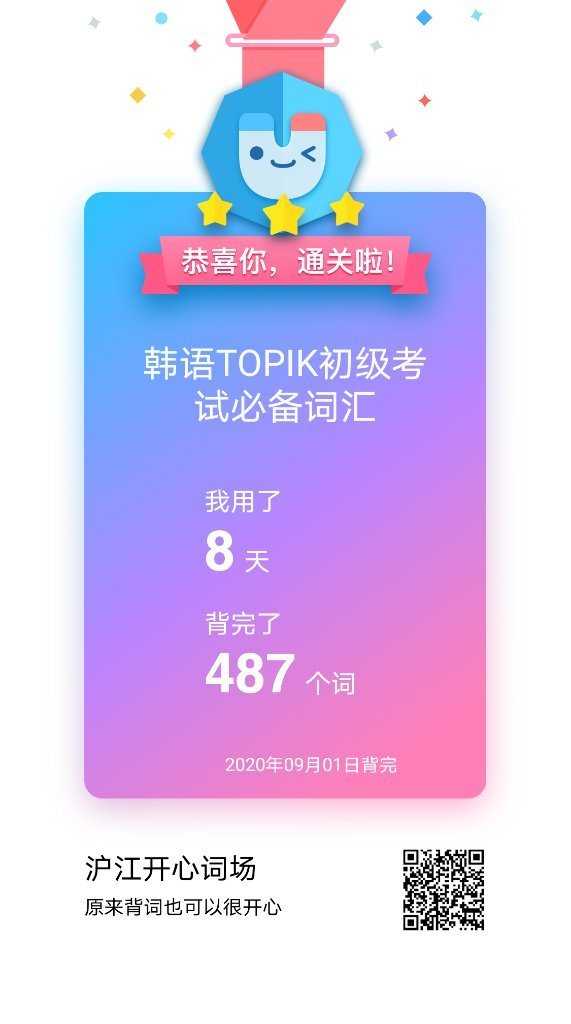 恭喜你，通关啦！
韩语TOPIK初级考
试必备词汇
我用了
8 天
背完了
487 个词
2020年09月01日背完
沪江开心词场
原来背词也可以很开心